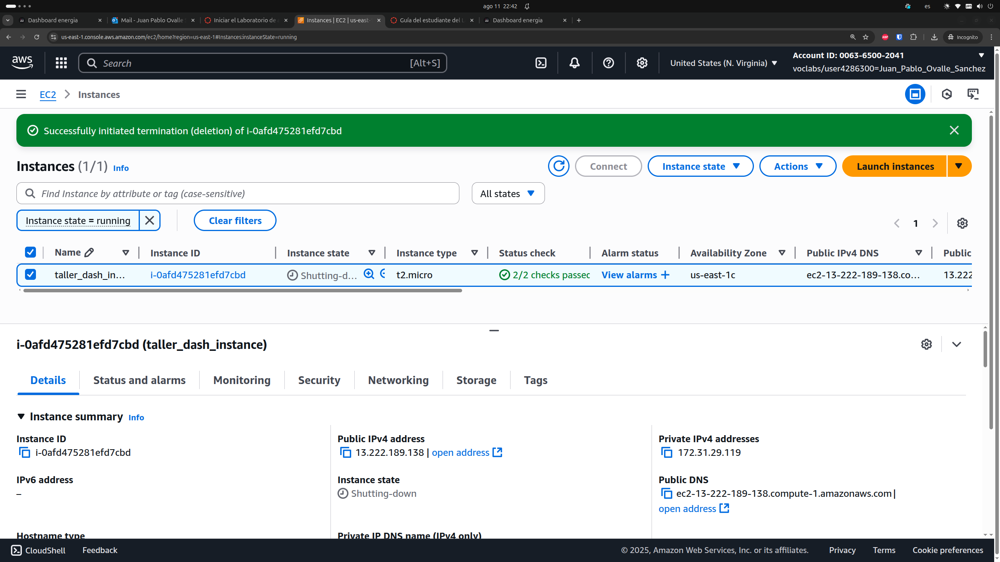 ago 11 22:42
es
VPN
Dashboard energia
Mail - Juan Pablo Ovalle S
Iniciar el Laboratorio de a
Instances | EC2 | us-east-
Guía del estudiante del L
Dashboard energia
us-east-1.console.aws.amazon.com/ec2/home?region=us-east-1#Instances:instanceState=running
ABP
Incognito
aws
Search
[Alt+S]
United States (N. Virginia)
Account ID: 0063-6500-2041
voclabs/user4286300=Juan_Pablo_Ovalle_Sanchez
EC2
Instances
Successfully initiated termination (deletion) of i-0afd475281efd7cbd
Instances (1/1) Info
Connect
Instance state
Actions
Launch instances
Find Instance by attribute or tag (case-sensitive)
All states
Instance state = running
Clear filters
1
Name Instance ID Instance state Instance type Status check Alarm status Availability Zone Public IPv4 DNS Public
taller_dash_in... i-0afd475281efd7cbd Shutting-d... t2.micro 2/2 checks passed View alarms + us-east-1c ec2-13-222-189-138.co... 13.222
i-0afd475281efd7cbd (taller_dash_instance)
Details
Status and alarms
Monitoring
Security
Networking
Storage
Tags
Instance summary Info
Instance ID
i-0afd475281efd7cbd
Public IPv4 address
13.222.189.138 | open address
Private IPv4 addresses
172.31.29.119
IPv6 address
–
Instance state
Shutting-down
Public DNS
ec2-13-222-189-138.compute-1.amazonaws.com |
open address
Hostname type
Private IP DNS name (IPv4 only)
CloudShell
Feedback
© 2025, Amazon Web Services, Inc. or its affiliates.
Privacy
Terms
Cookie preferences